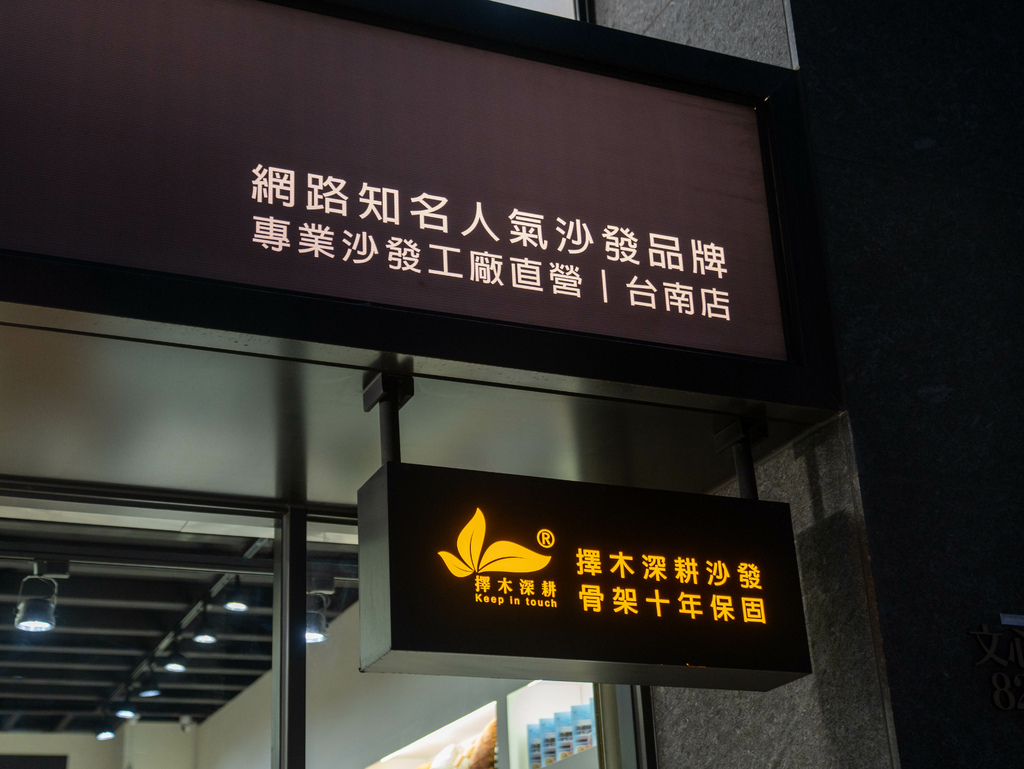 網路知名人氣沙發品牌
專業沙發工廠直營｜台南店
®
擇木深耕
Keep in touch
擇木深耕沙發
骨架十年保固